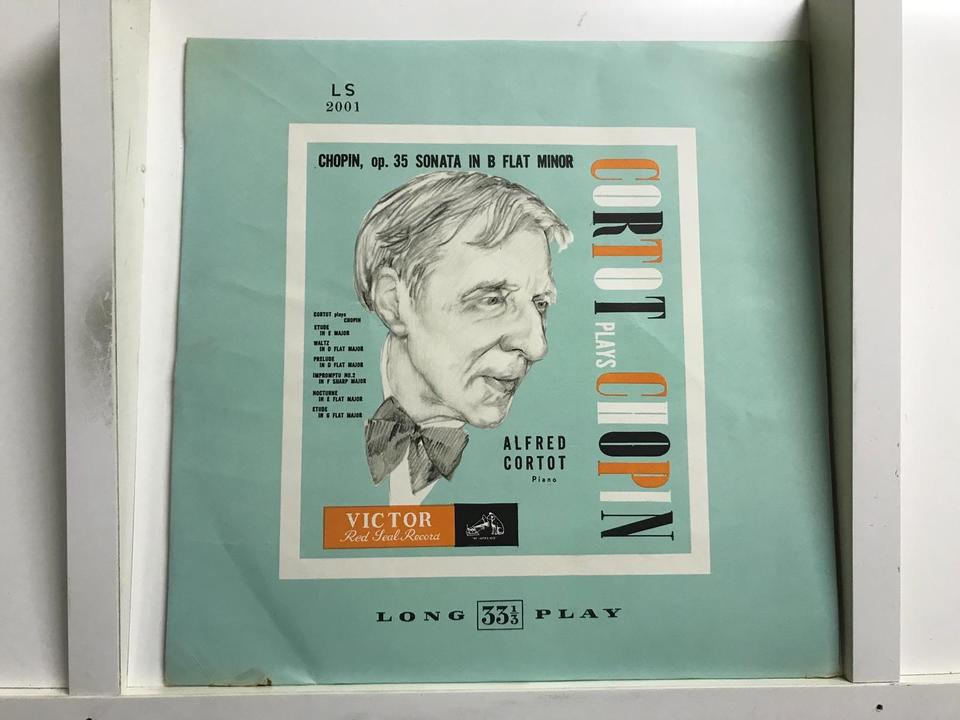 LS
2001
CHOPIN, op. 35 SONATA IN B FLAT MINOR
CORTOT PLAYS CHOPIN
CORTOT plays
CHOPIN
ETUDE
IN E MAJOR
WALTZ
IN D FLAT MAJOR
PRELUDE
IN D FLAT MAJOR
IMPROMPTU NO.2
IN F SHARP MAJOR
NOCTURNE
IN E FLAT MAJOR
ETUDE
IN G FLAT MAJOR
ALFRED
CORTOT
Piano
VICTOR
Red Seal Record
LONG 33⅓ PLAY